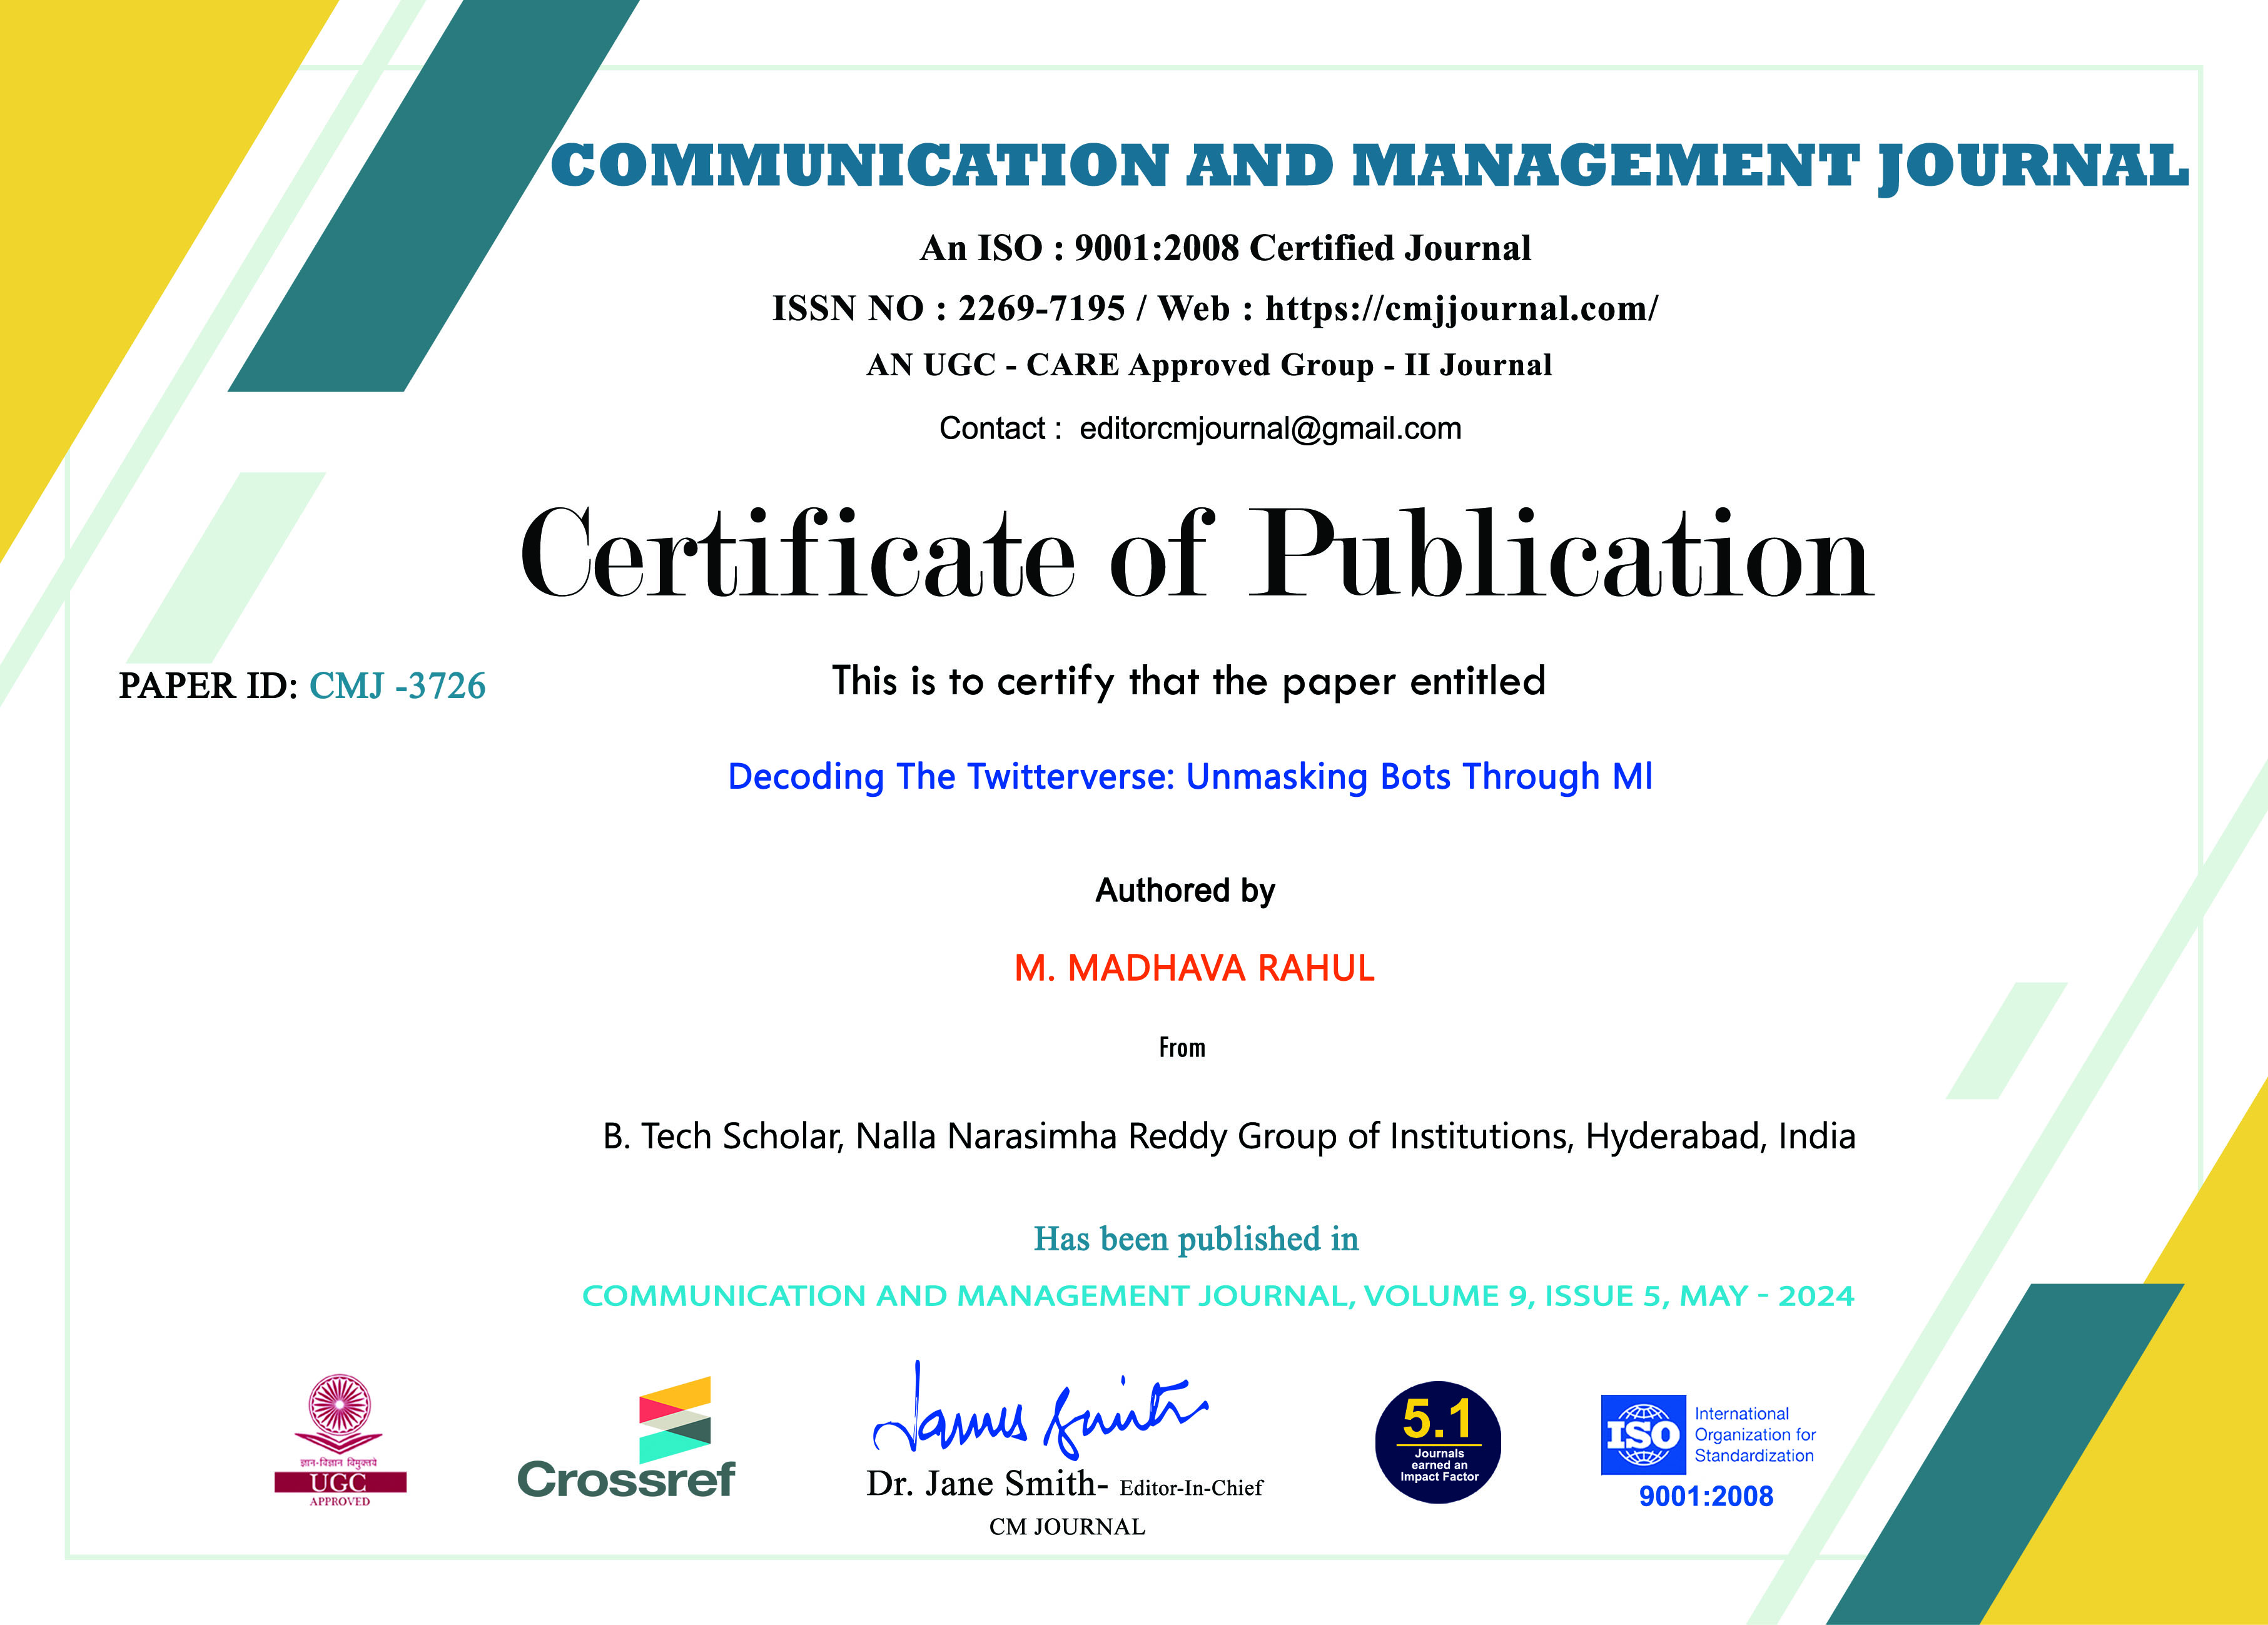 COMMUNICATION AND MANAGEMENT JOURNAL
An ISO : 9001:2008 Certified Journal
ISSN NO : 2269-7195 / Web : https://cmjjournal.com/
AN UGC - CARE Approved Group - II Journal
Contact : editorcmjournal@gmail.com
Certificate of Publication
PAPER ID: CMJ -3726
This is to certify that the paper entitled
Decoding The Twitterverse: Unmasking Bots Through Ml
Authored by
M. MADHAVA RAHUL
From
B. Tech Scholar, Nalla Narasimha Reddy Group of Institutions, Hyderabad, India
Has been published in
COMMUNICATION AND MANAGEMENT JOURNAL, VOLUME 9, ISSUE 5, MAY - 2024
ज्ञान-विज्ञान विमुक्तये
UGC
APPROVED
Crossref
James Smith
Dr. Jane Smith- Editor-In-Chief
CM JOURNAL
5.1
Journals
earned an
Impact Factor
ISO
International
Organization for
Standardization
9001:2008